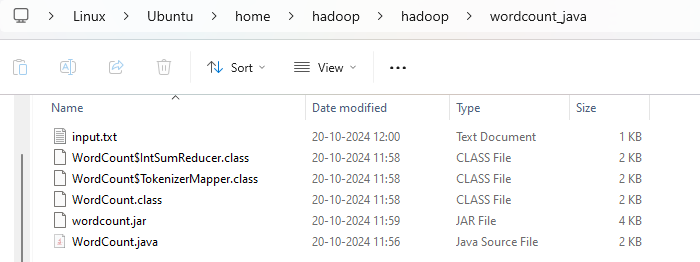 Linux > Ubuntu > home > hadoop > hadoop > wordcount_java
Sort View ...
Name Date modified Type Size
input.txt 20-10-2024 12:00 Text Document 1 KB
WordCount$IntSumReducer.class 20-10-2024 11:58 CLASS File 2 KB
WordCount$TokenizerMapper.class 20-10-2024 11:58 CLASS File 2 KB
WordCount.class 20-10-2024 11:58 CLASS File 2 KB
wordcount.jar 20-10-2024 11:59 JAR File 4 KB
WordCount.java 20-10-2024 11:56 Java Source File 2 KB